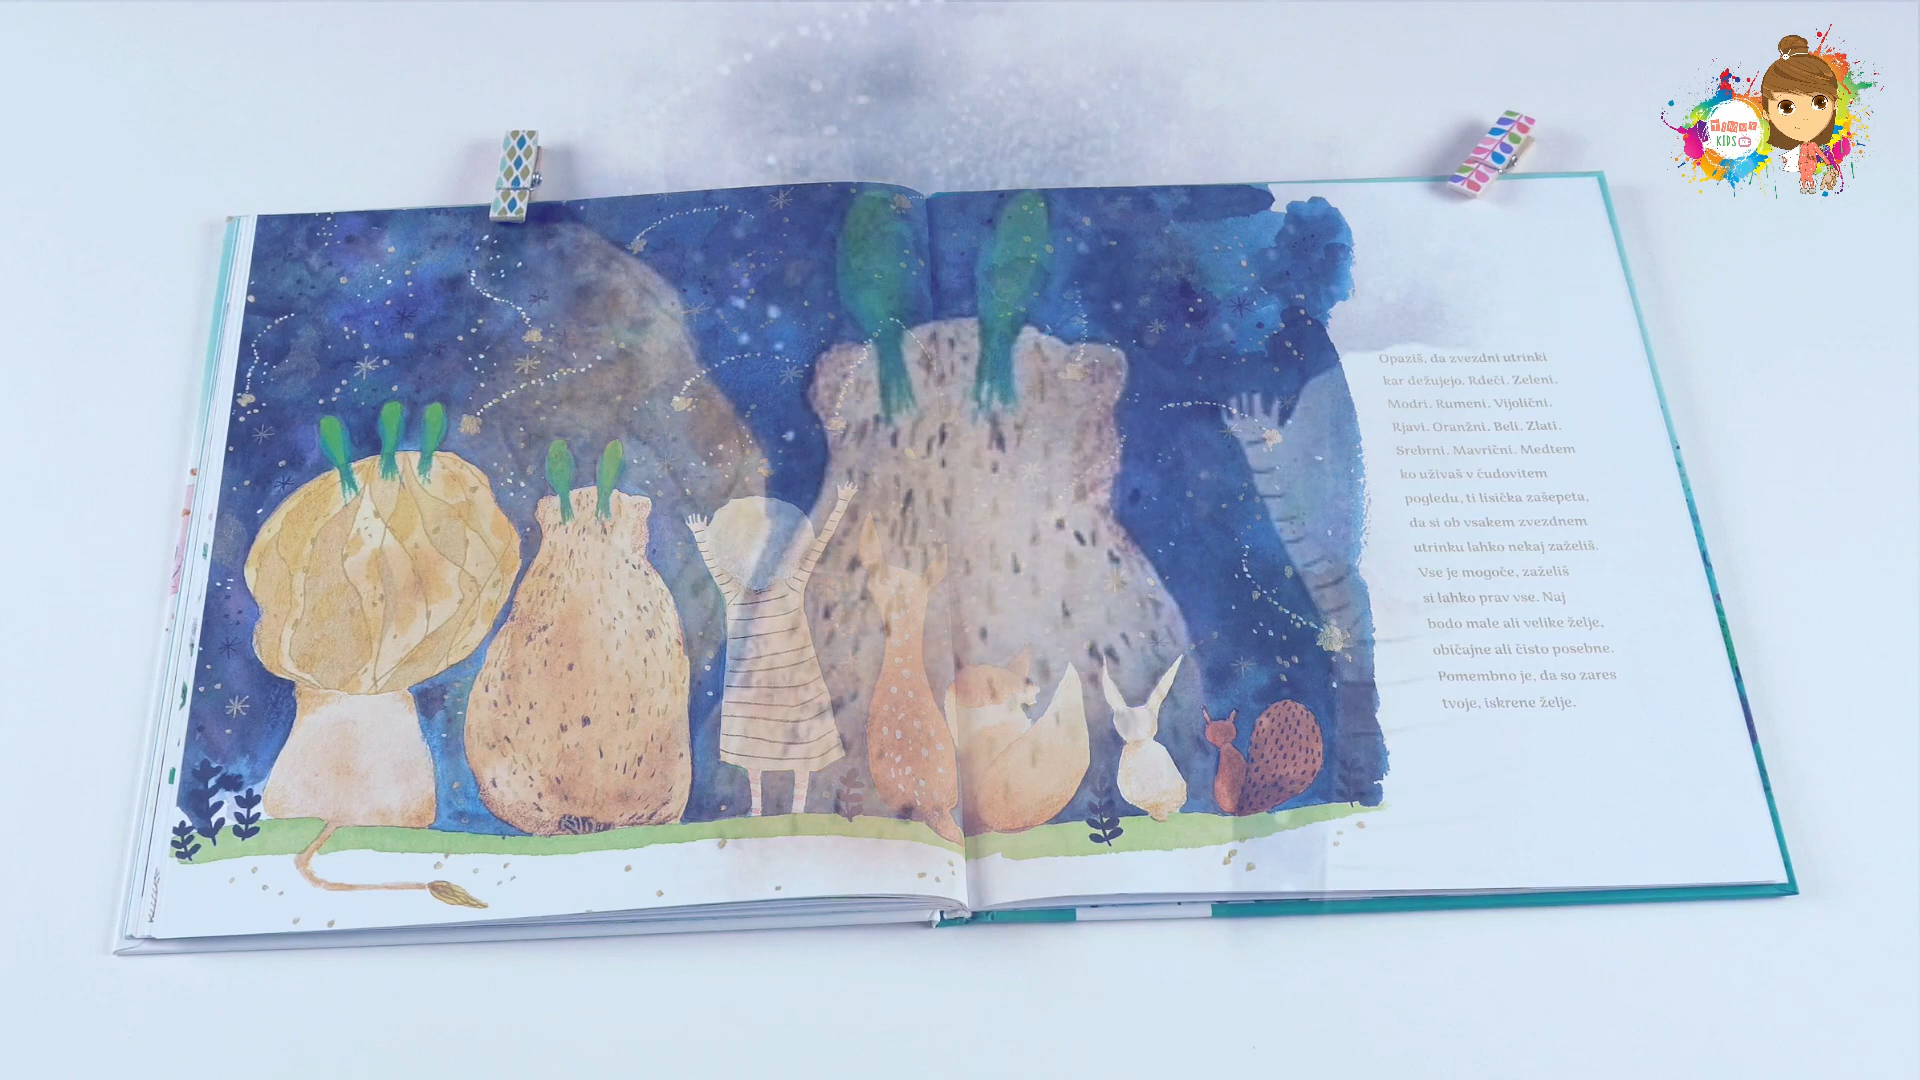 TIMMY
KIDS
Opaziš, da zvezdni utrinki
kar dežujejo. Rdeči. Zeleni.
Modri. Rumeni. Vijolični.
Rjavi. Oranžni. Beli. Zlati.
Srebrni. Mavrični. Medtem
ko uživaš v čudovitem
pogledu, ti lisička zašepeta,
da si ob vsakem zvezdnem
utrinku lahko nekaj zaželiš.
Vse je mogoče, zaželiš
si lahko prav vse. Naj
bodo male ali velike želje,
običajne ali čisto posebne.
Pomembno je, da so zares
tvoje, iskrene želje.